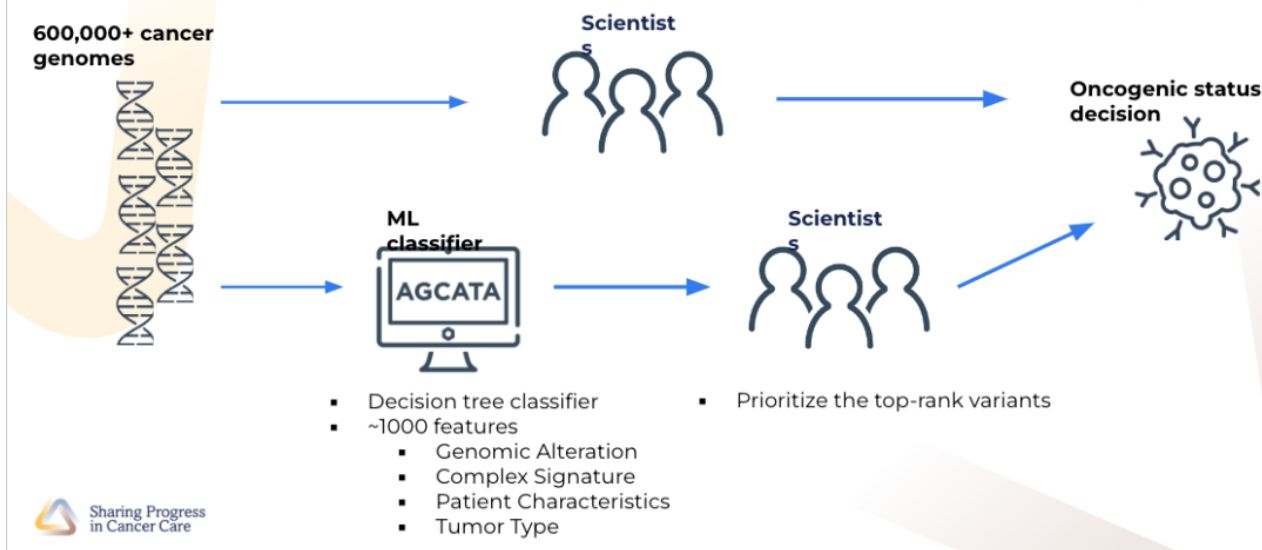 600,000+ cancer
genomes
Scientist
s
Oncogenic status
decision
ML
classifier
AGCATA
Scientist
s
▪ Decision tree classifier
▪ ~1000 features
▪ Genomic Alteration
▪ Complex Signature
▪ Patient Characteristics
▪ Tumor Type
▪ Prioritize the top-rank variants
Sharing Progress
in Cancer Care